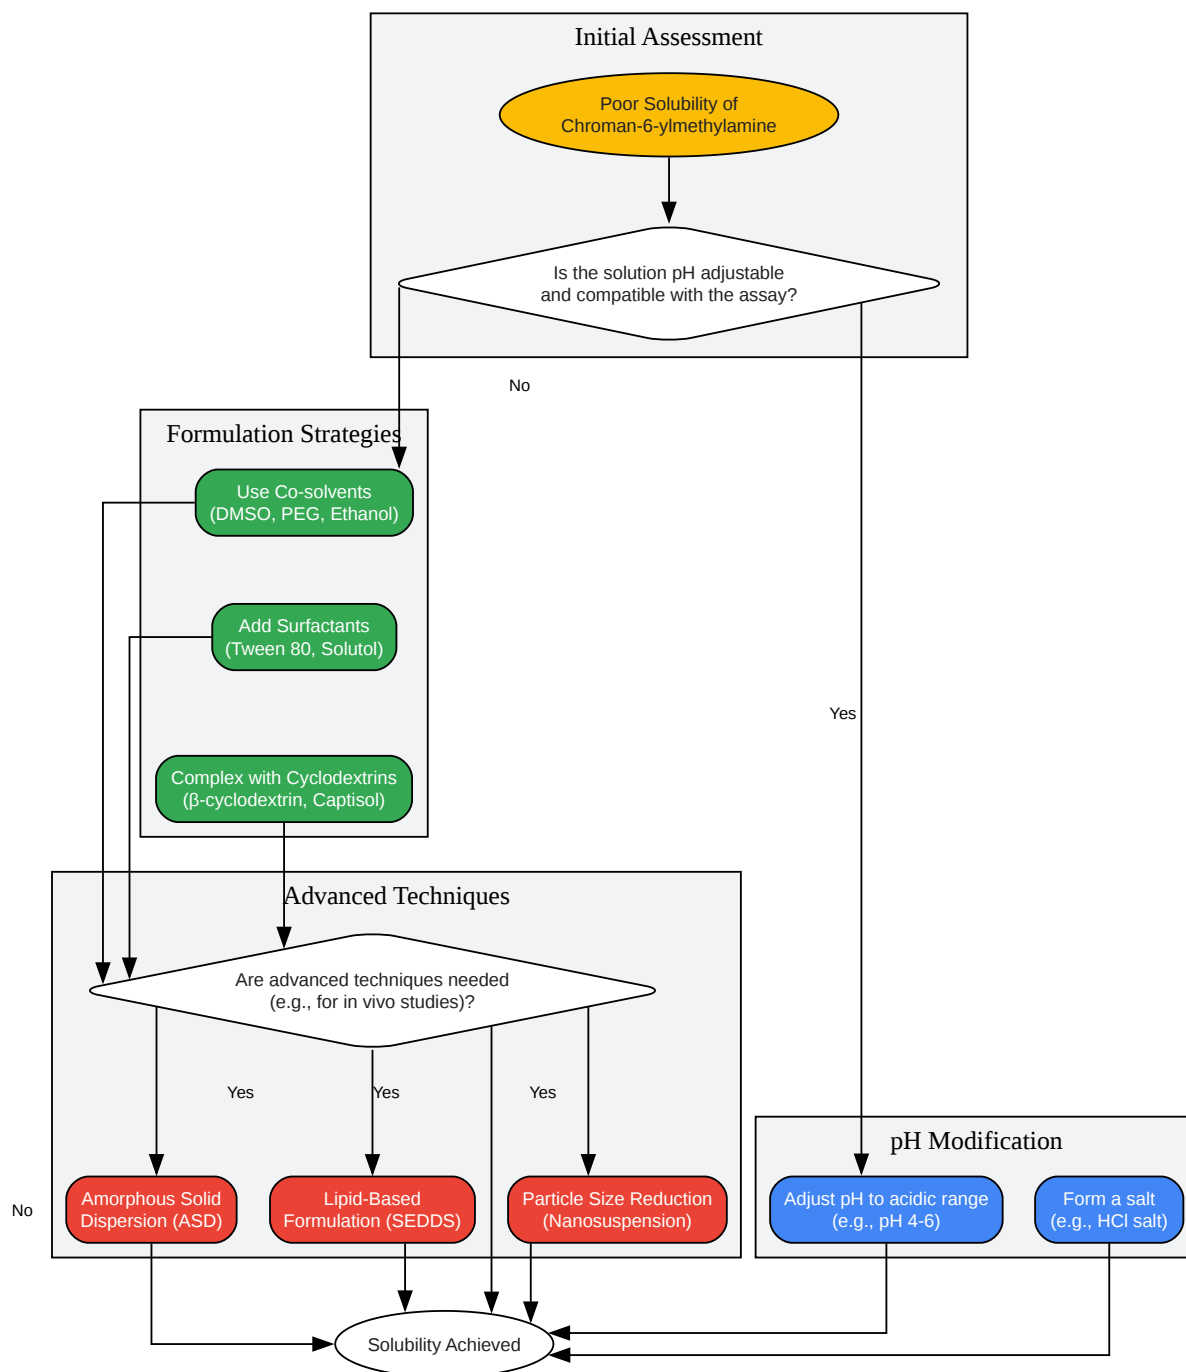 Initial Assessment
Poor Solubility of
Chroman-6-ylmethylamine
Is the solution pH adjustable
and compatible with the assay?
No
Formulation Strategies
Use Co-solvents
(DMSO, PEG, Ethanol)
Add Surfactants
(Tween 80, Solutol)
Yes
Complex with Cyclodextrins
(β-cyclodextrin, Captisol)
Advanced Techniques
Are advanced techniques needed
(e.g., for in vivo studies)?
Yes
Yes
Yes
pH Modification
No
Amorphous Solid
Dispersion (ASD)
Lipid-Based
Formulation (SEDDS)
Particle Size Reduction
(Nanosuspension)
Adjust pH to acidic range
(e.g., pH 4-6)
Form a salt
(e.g., HCl salt)
Solubility Achieved